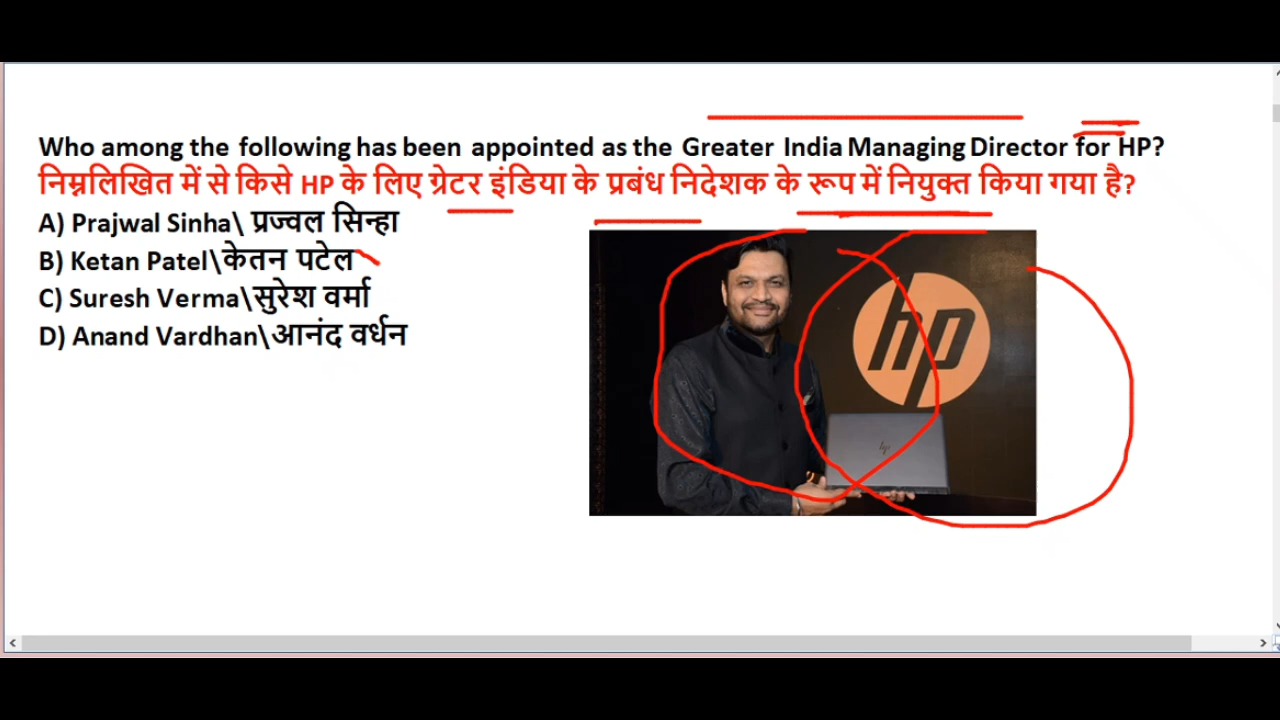 Who among the following has been appointed as the Greater India Managing Director for HP?
निम्नलिखित में से किसे HP के लिए ग्रेटर इंडिया के प्रबंध निदेशक के रूप में नियुक्त किया गया है?
A) Prajwal Sinha\ प्रज्वल सिन्हा
B) Ketan Patel\केतन पटेल
C) Suresh Verma\सुरेश वर्मा
D) Anand Vardhan\आनंद वर्धन
hp
hp